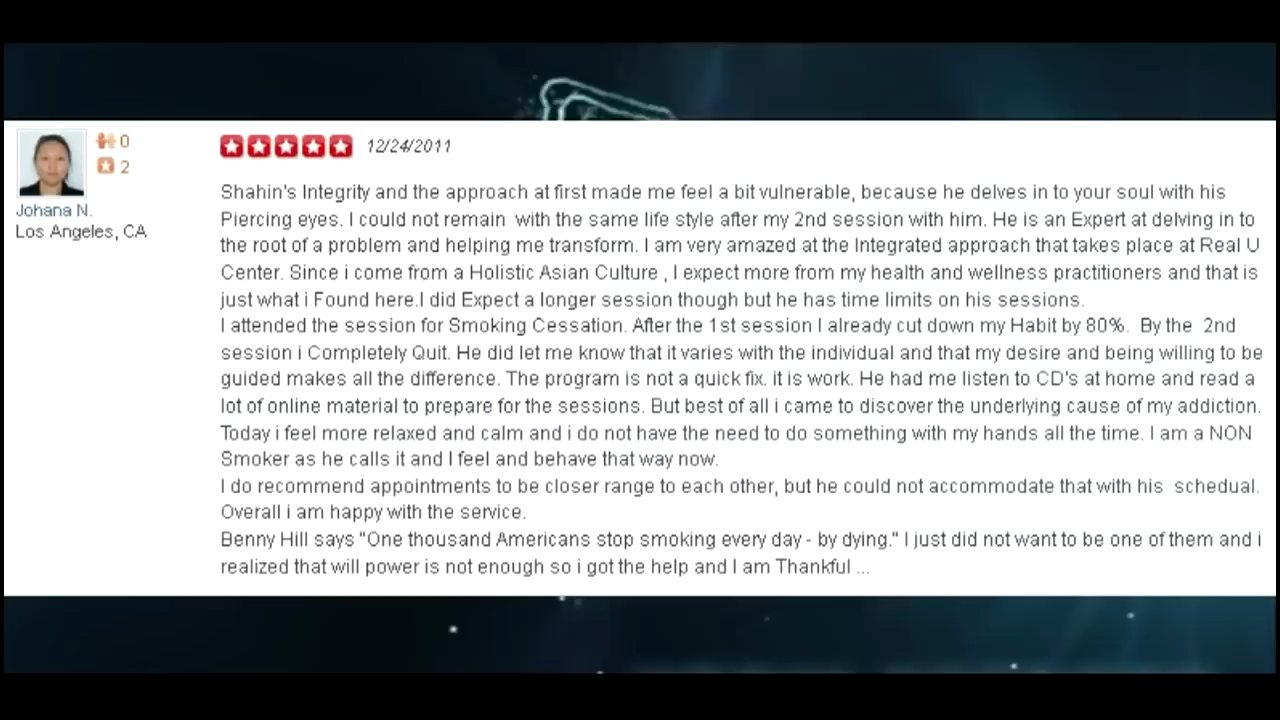 0
2
Johana N.
Los Angeles, CA
12/24/2011
Shahin's Integrity and the approach at first made me feel a bit vulnerable, because he delves in to your soul with his
Piercing eyes. I could not remain  with the same life style after my 2nd session with him. He is an Expert at delving in to
the root of a problem and helping me transform. I am very amazed at the Integrated approach that takes place at Real U
Center. Since i come from a Holistic Asian Culture , I expect more from my health and wellness practitioners and that is
just what i Found here.I did Expect a longer session though but he has time limits on his sessions.
I attended the session for Smoking Cessation. After the 1st session I already cut down my Habit by 80%.  By the  2nd
session i Completely Quit. He did let me know that it varies with the individual and that my desire and being willing to be
guided makes all the difference. The program is not a quick fix. it is work. He had me listen to CD's at home and read a
lot of online material to prepare for the sessions. But best of all i came to discover the underlying cause of my addiction.
Today i feel more relaxed and calm and i do not have the need to do something with my hands all the time. I am a NON
Smoker as he calls it and I feel and behave that way now.
I do recommend appointments to be closer range to each other, but he could not accommodate that with his  schedual.
Overall i am happy with the service.
Benny Hill says "One thousand Americans stop smoking every day - by dying." I just did not want to be one of them and i
realized that will power is not enough so i got the help and I am Thankful ...